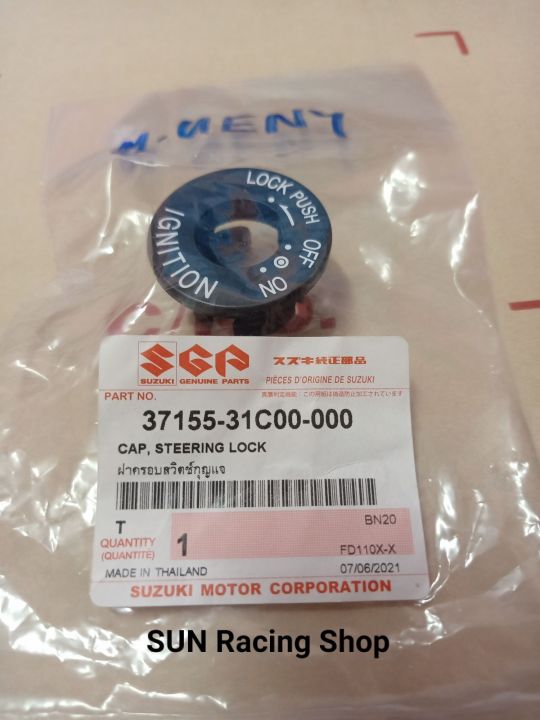 LOCK PUSH OFF ON
IGNITION
SGP
SUZUKI GENUINE PARTS
スズキ純正部品
PIÈCES D'ORIGINE DE SUZUKI
PART NO.
37155-31C00-000
CAP, STEERING LOCK
ฝาครอบสวิตช์กุญแจ
T
BN20
QUANTITY
(QUANTITÉ)
1
FD110X-X
MADE IN THAILAND
07/06/2021
SUZUKI MOTOR CORPORATION
SUN Racing Shop